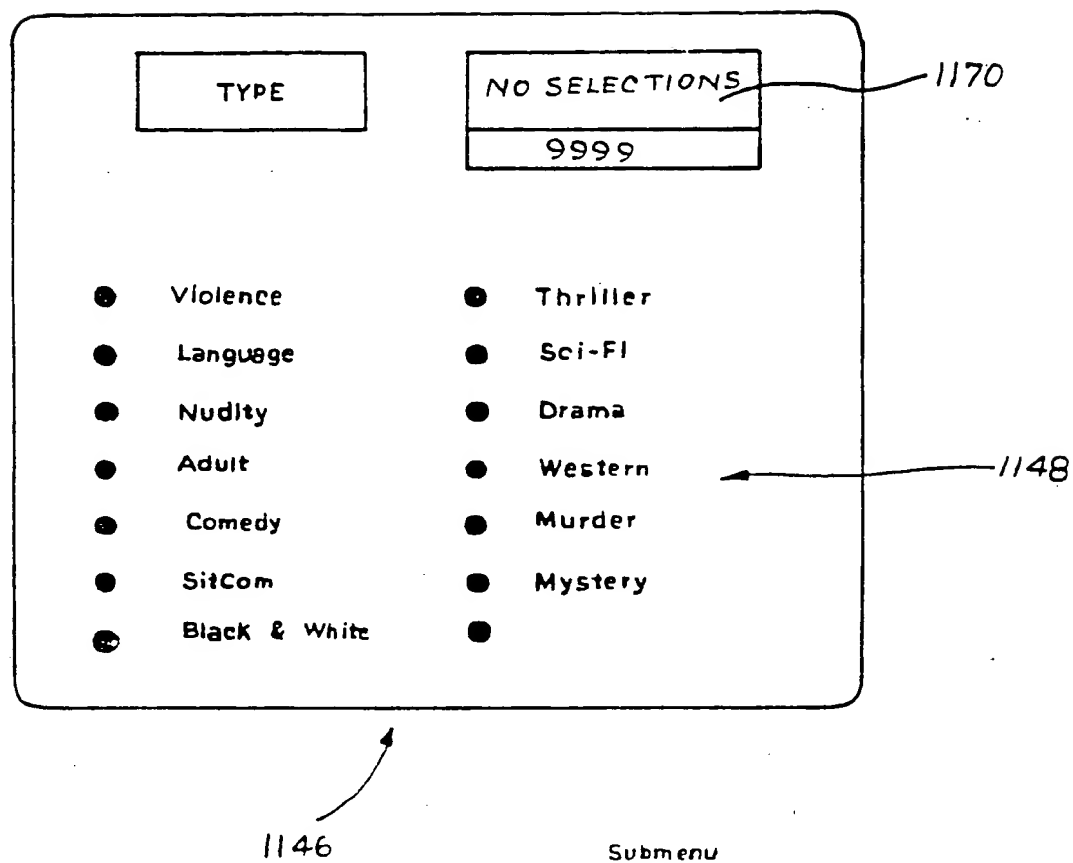 TYPE
NO SELECTIONS
9999
1170
Violence
Language
Nudity
Adult
Comedy
SitCom
Black & White
Thriller
Sci-Fi
Drama
Western
Murder
Mystery
1148
1146
Submenu